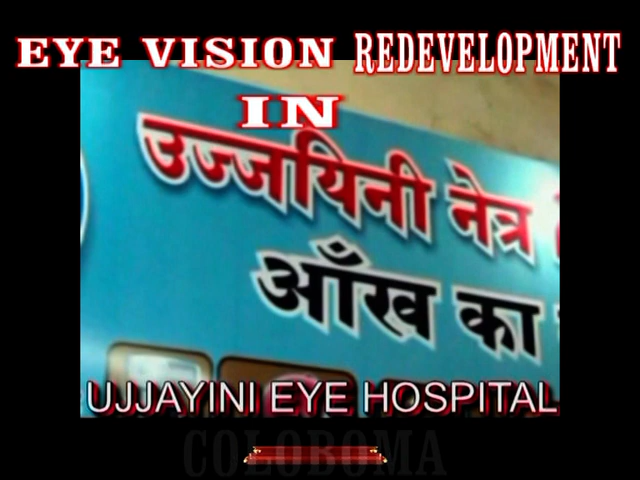 EYE VISION REDEVELOPMENT
IN
उज्जयिनी नेत्र
आँख का
UJJAYINI EYE HOSPITAL
COLOBOMA